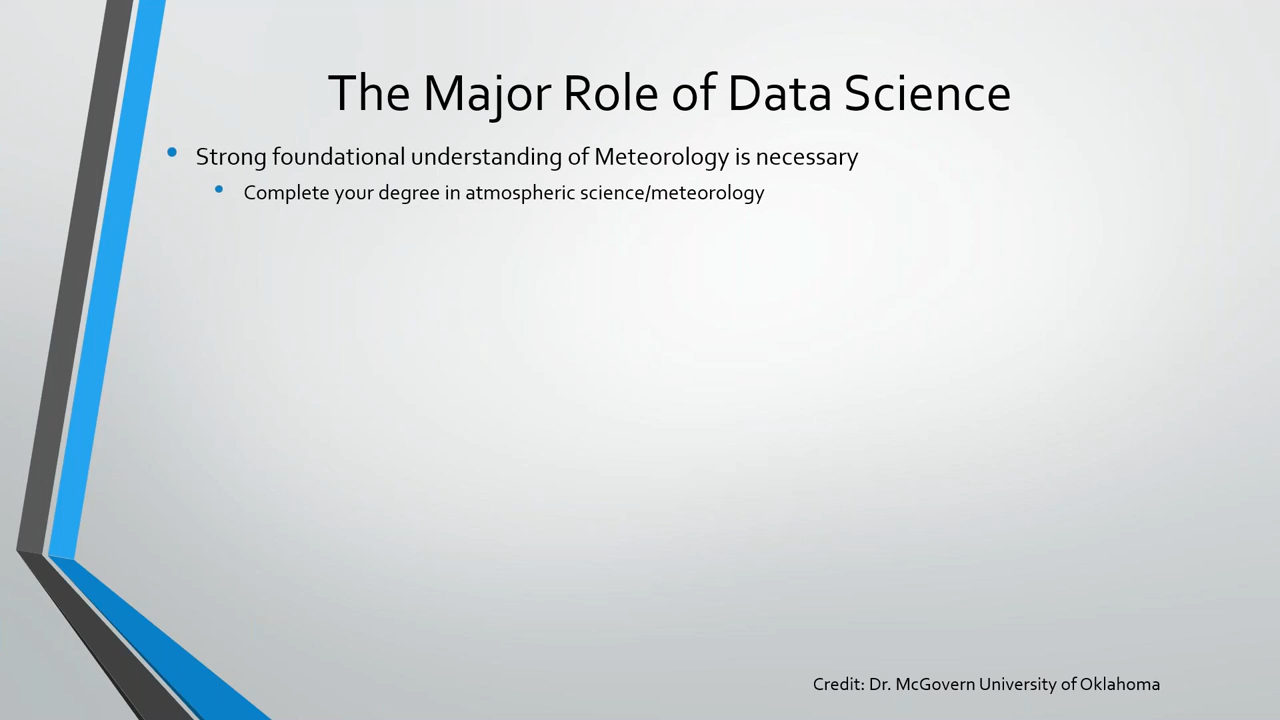 The Major Role of Data Science
Strong foundational understanding of Meteorology is necessary
Complete your degree in atmospheric science/meteorology
Credit: Dr. McGovern University of Oklahoma